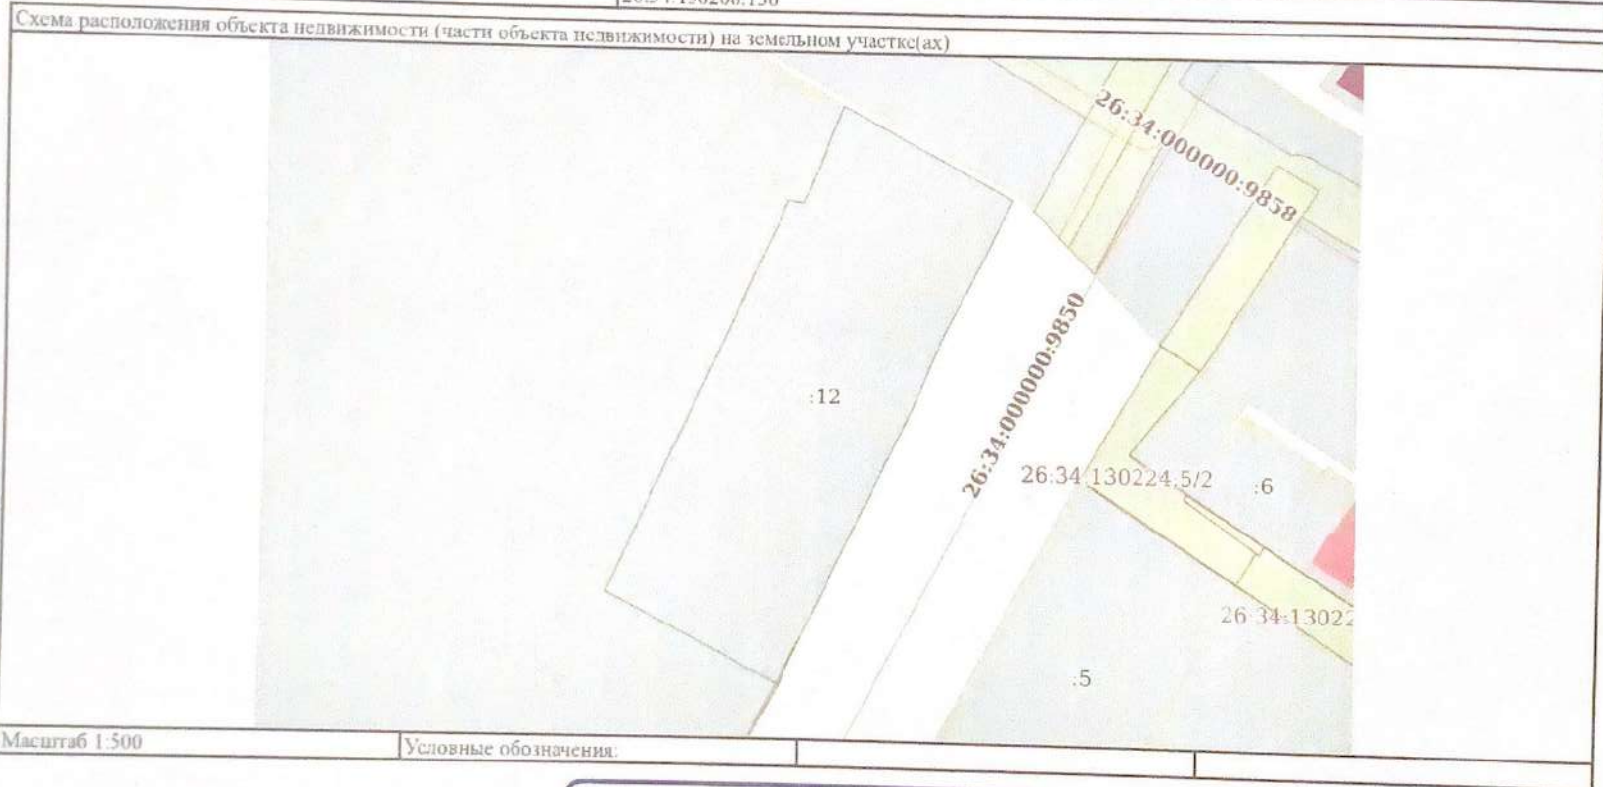 Схема расположения объекта недвижимости (части объекта недвижимости) на земельном участке(ах)
26:34:000000:9858
:12
26:34:000000:9850
26:34 130224.5/2
:6
26 34:13022
:5
Масштаб 1:500
Условные обозначения: